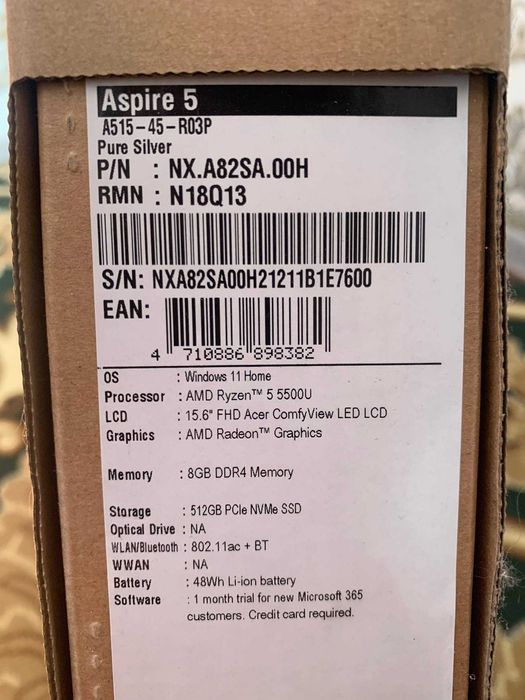 Aspire 5
A515-45-R03P
Pure Silver
P/N : NX.A82SA.00H
RMN : N18Q13
S/N: NXA82SA00H21211B1E7600
EAN:
4 710886 898382
OS : Windows 11 Home
Processor : AMD Ryzen™ 5 5500U
LCD : 15.6" FHD Acer ComfyView LED LCD
Graphics : AMD Radeon™ Graphics
Memory : 8GB DDR4 Memory
Storage : 512GB PCIe NVMe SSD
Optical Drive : NA
WLAN/Bluetooth : 802.11ac + BT
WWAN : NA
Battery : 48Wh Li-ion battery
Software : 1 month trial for new Microsoft 365
customers. Credit card required.